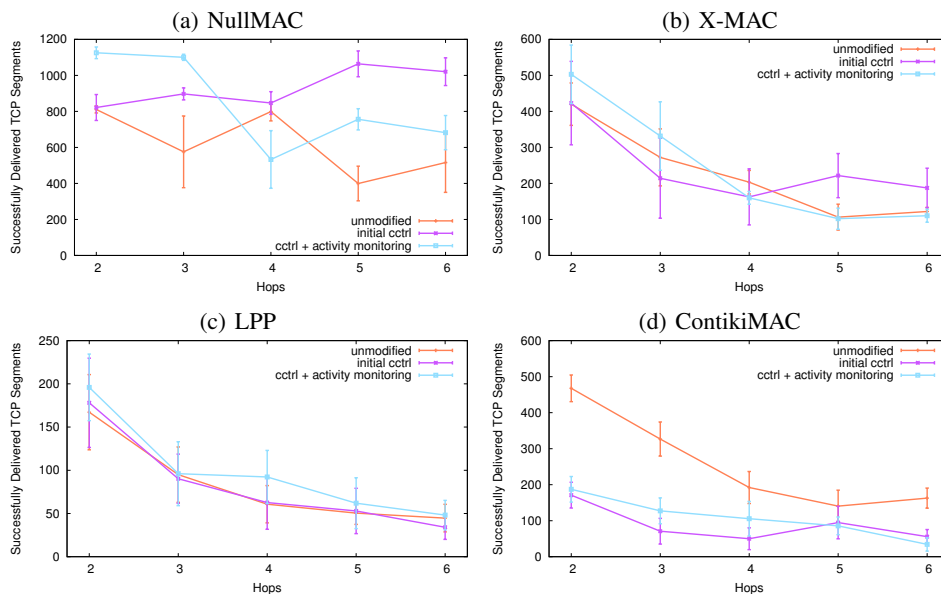 (a) NullMAC
Successfully Delivered TCP Segments
1200
1000
800
600
400
200
0
unmodified
initial cctrl
cctrl + activity monitoring
2 3 4 5 6
Hops
(b) X-MAC
Successfully Delivered TCP Segments
600
500
400
300
200
100
0
unmodified
initial cctrl
cctrl + activity monitoring
2 3 4 5 6
Hops
(c) LPP
Successfully Delivered TCP Segments
250
200
150
100
50
0
unmodified
initial cctrl
cctrl + activity monitoring
2 3 4 5 6
Hops
(d) ContikiMAC
Successfully Delivered TCP Segments
600
500
400
300
200
100
0
unmodified
initial cctrl
cctrl + activity monitoring
2 3 4 5 6
Hops